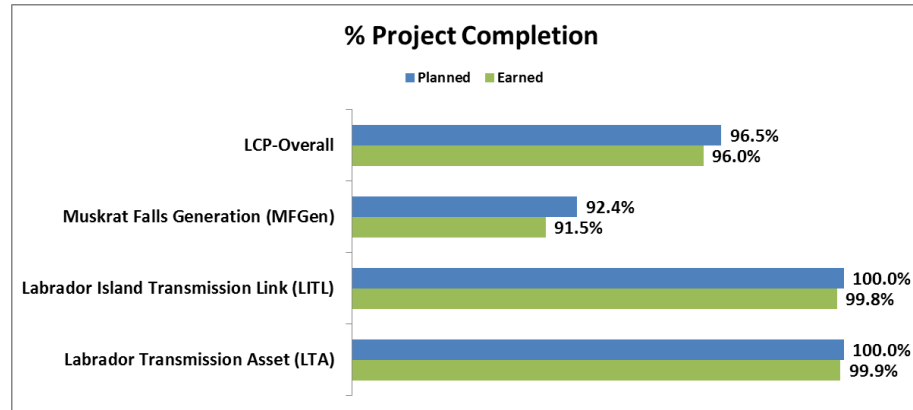 % Project Completion
Planned Earned
LCP-Overall
96.5%
96.0%
Muskrat Falls Generation (MFGen)
92.4%
91.5%
Labrador Island Transmission Link (LITL)
100.0%
99.8%
Labrador Transmission Asset (LTA)
100.0%
99.9%